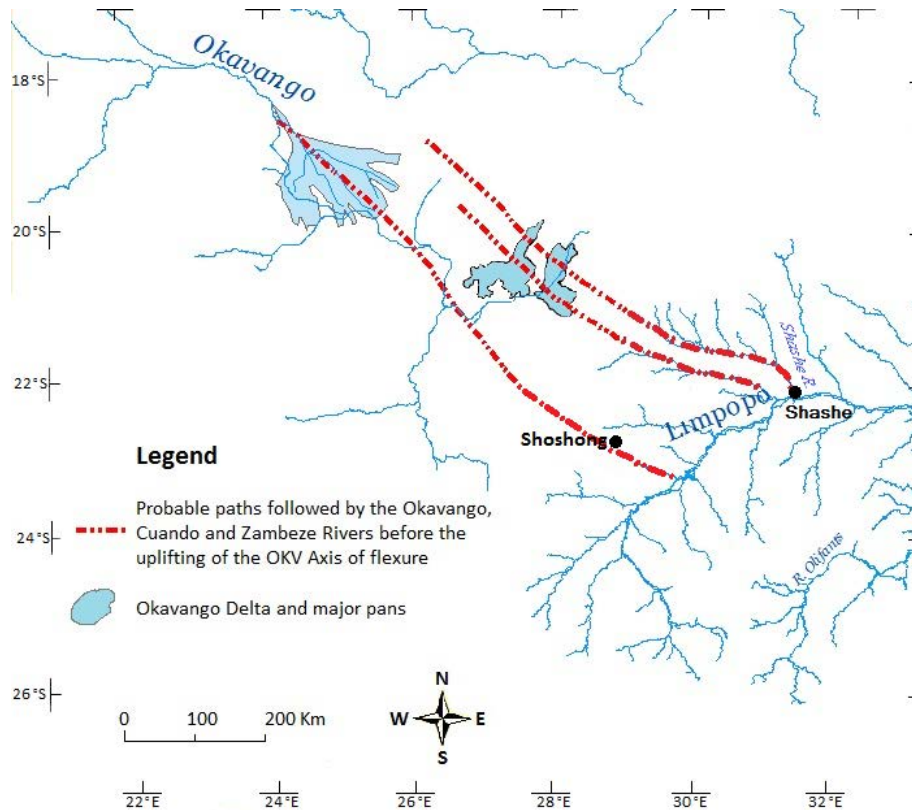 Okavango
18°S
20°S
22°S
24°S
26°S
Shashe R.
Limpopo
Shashe
Shoshong
R. Olifants
Legend
Probable paths followed by the Okavango,
Cuando and Zambeze Rivers before the
uplifting of the OKV Axis of flexure
Okavango Delta and major pans
0 100 200 Km
N
W E
S
22°E 24°E 26°E 28°E 30°E 32°E